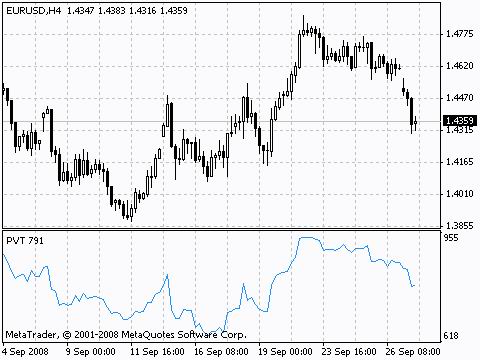 EURUSD,H4 1.4347 1.4383 1.4316 1.4359
1.4775
1.4620
1.4470
1.4359
1.4315
1.4165
1.4010
1.3855
PVT 791
955
618
MetaTrader, © 2001-2008 MetaQuotes Software Corp.
4 Sep 2008 9 Sep 00:00 11 Sep 16:00 16 Sep 08:00 19 Sep 00:00 23 Sep 16:00 26 Sep 08:00